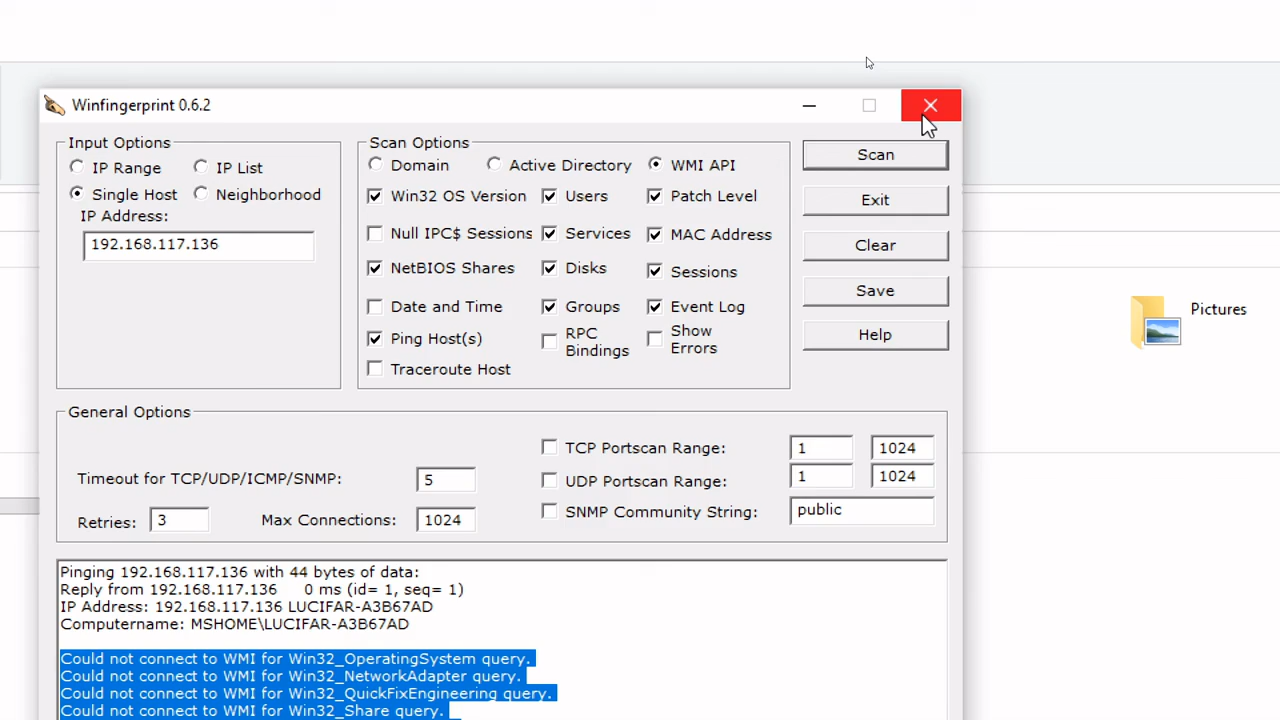 Winfingerprint 0.6.2
Input Options
IP Range
IP List
Single Host
Neighborhood
IP Address:
192.168.117.136
Scan Options
Domain
Active Directory
WMI API
Win32 OS Version
Users
Patch Level
Null IPC$ Sessions
Services
MAC Address
NetBIOS Shares
Disks
Sessions
Date and Time
Groups
Event Log
Ping Host(s)
RPC
Bindings
Show
Errors
Traceroute Host
Scan
Exit
Clear
Save
Help
Pictures
General Options
Timeout for TCP/UDP/ICMP/SNMP:
5
Retries:
3
Max Connections:
1024
TCP Portscan Range:
1
1024
UDP Portscan Range:
1
1024
SNMP Community String:
public
Pinging 192.168.117.136 with 44 bytes of data:
Reply from 192.168.117.136 0 ms (id= 1, seq= 1)
IP Address: 192.168.117.136 LUCIFAR-A3B67AD
Computername: MSHOME\LUCIFAR-A3B67AD
Could not connect to WMI for Win32_OperatingSystem query.
Could not connect to WMI for Win32_NetworkAdapter query.
Could not connect to WMI for Win32_QuickFixEngineering query.
Could not connect to WMI for Win32_Share query.